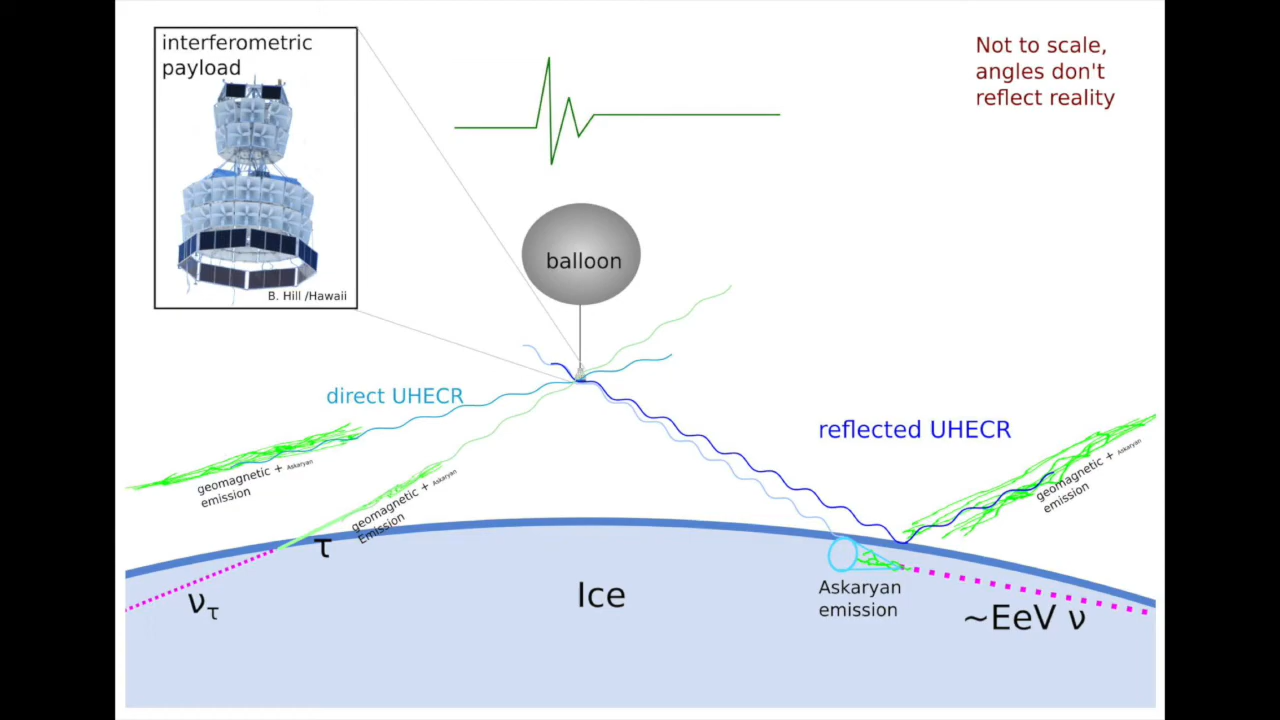 interferometric
payload
B. Hill /Hawaii
Not to scale,
angles don't
reflect reality
balloon
direct UHECR
reflected UHECR
geomagnetic + Askaryan
emission
geomagnetic + Askaryan
Emission
geomagnetic + Askaryan
emission
τ
ντ
Ice
Askaryan
emission
~EeV ν